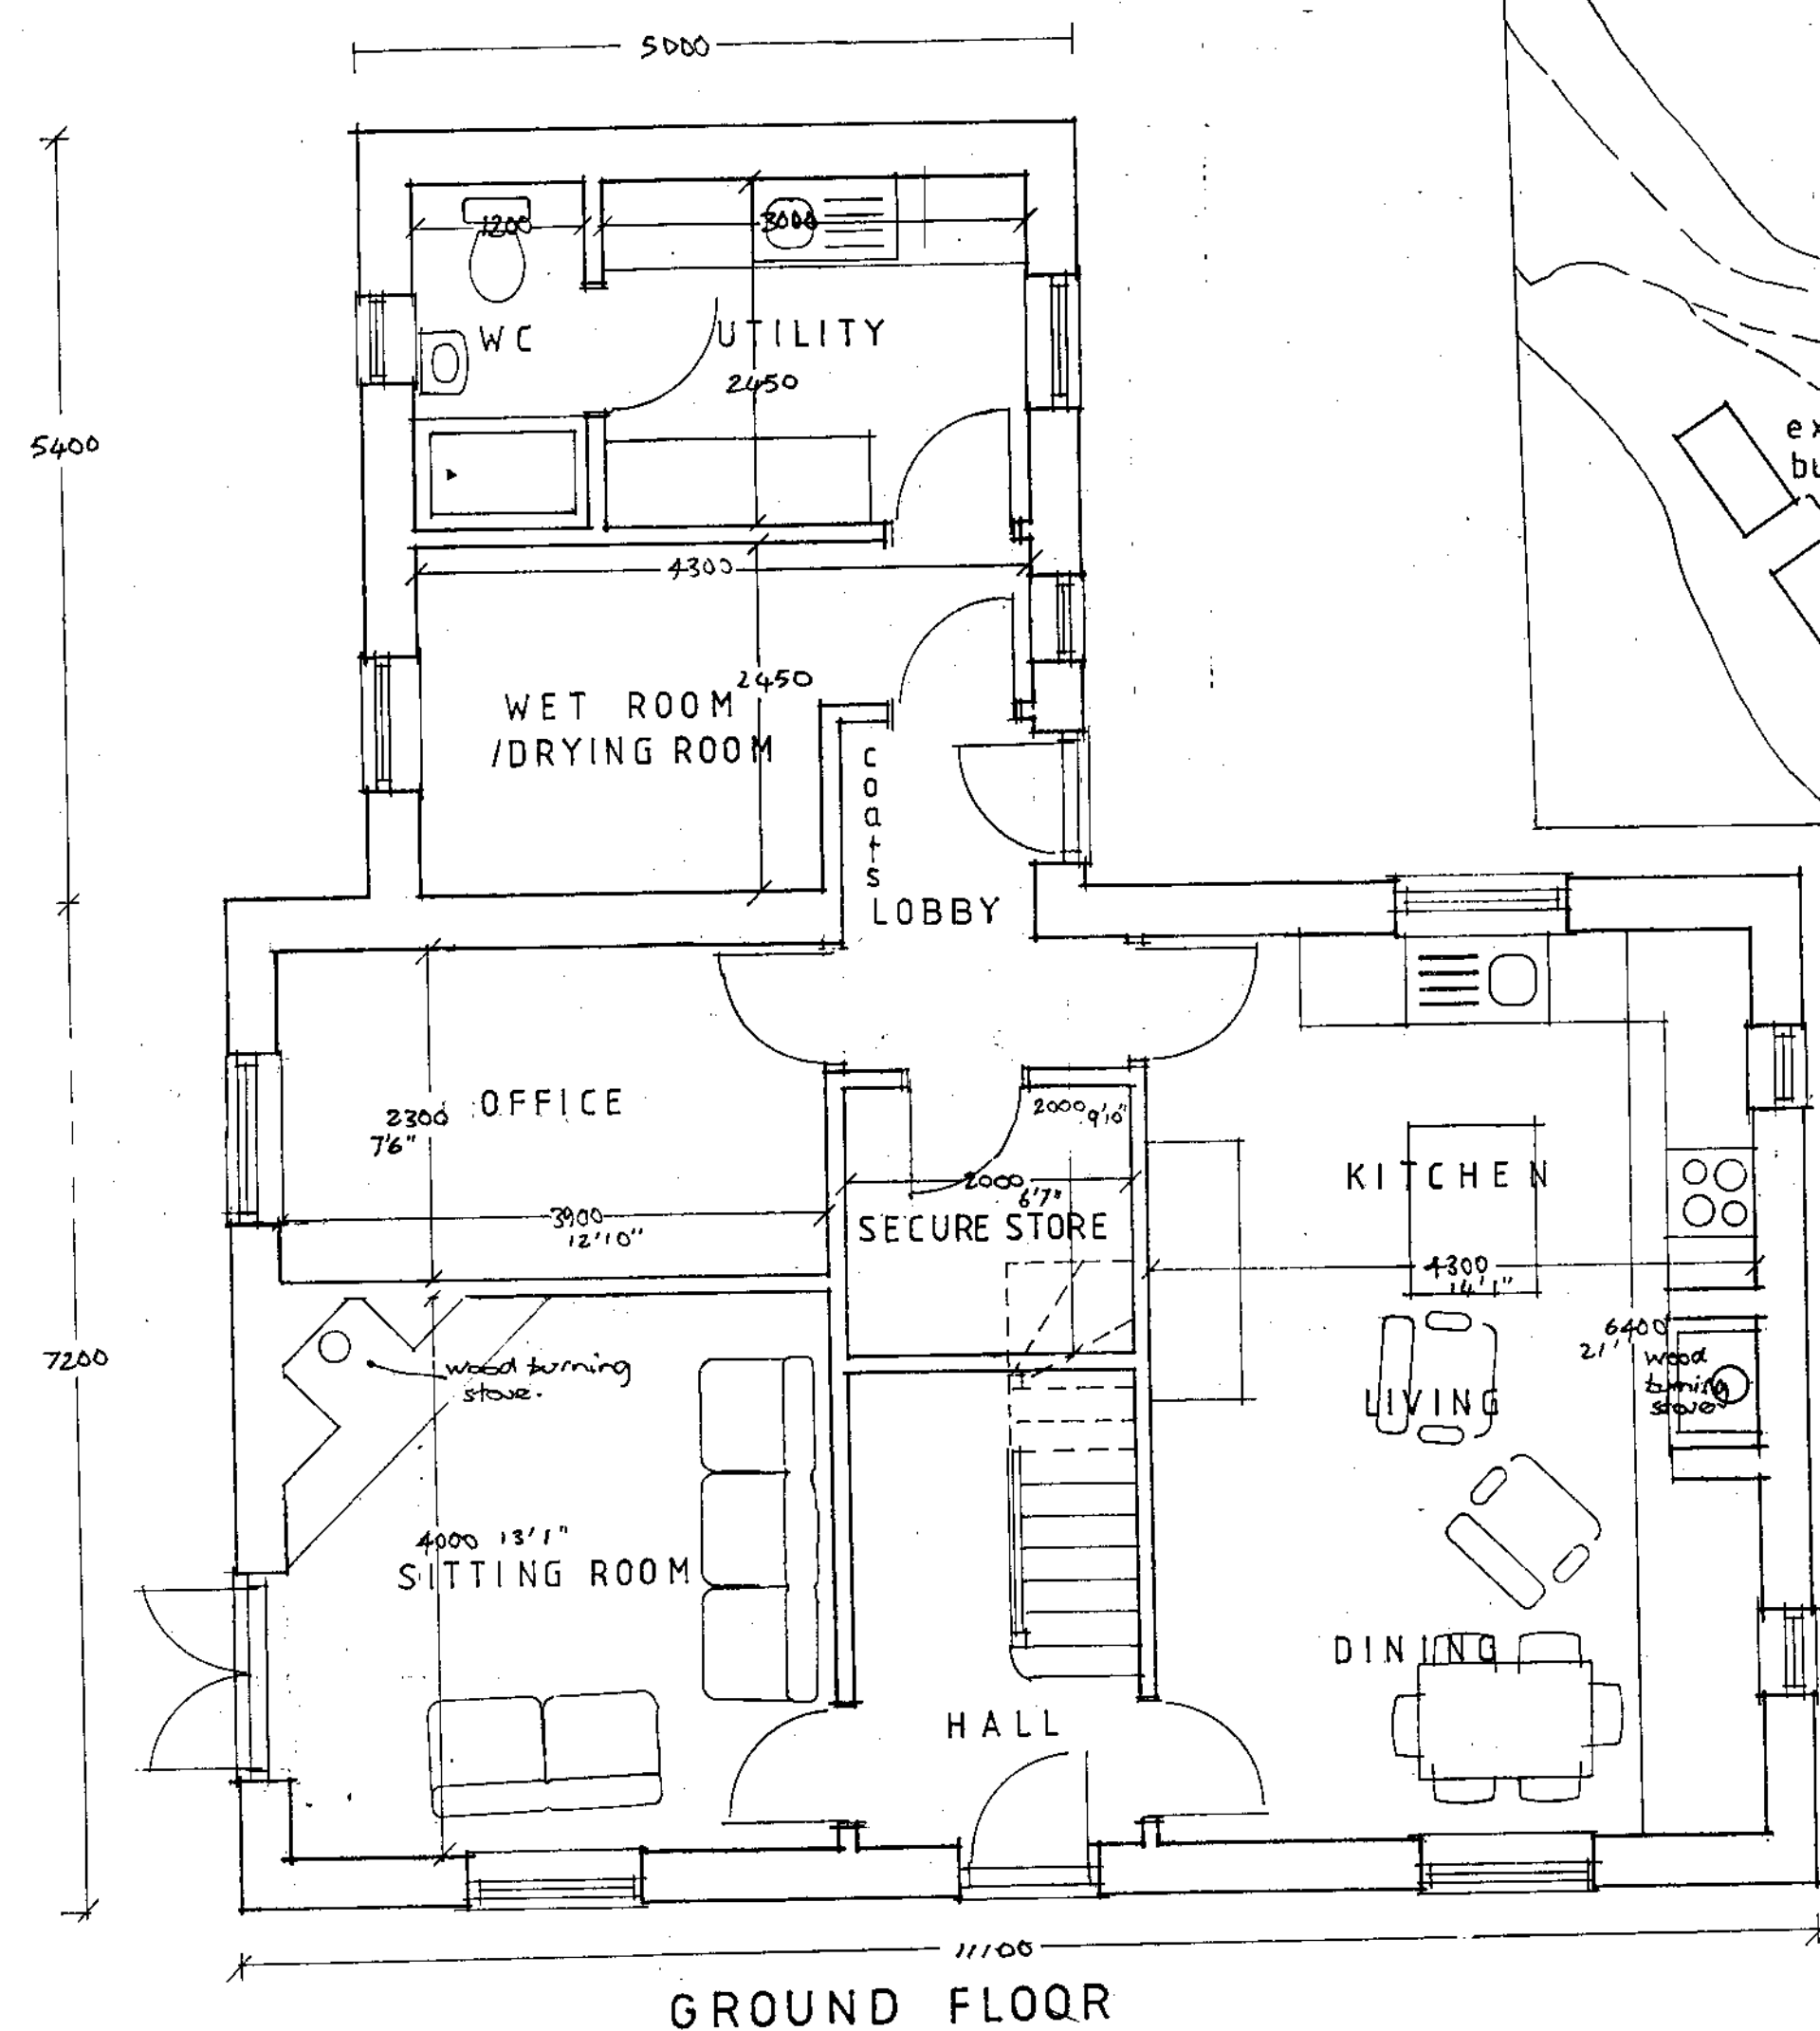 5000
1200
3000
WC
UTILITY
2450
5400
4300
2450
WET ROOM
/DRYING ROOM
coats
LOBBY
OFFICE
2300
7'6"
3900
12'10"
2000 9'10"
2000
6'7"
SECURE STORE
KITCHEN
4300
14'1"
6400
21'
wood
burning
stove
LIVING
7200
wood burning
stove.
4000 13'1"
SITTING ROOM
DINING
HALL
11100
GROUND FLOOR